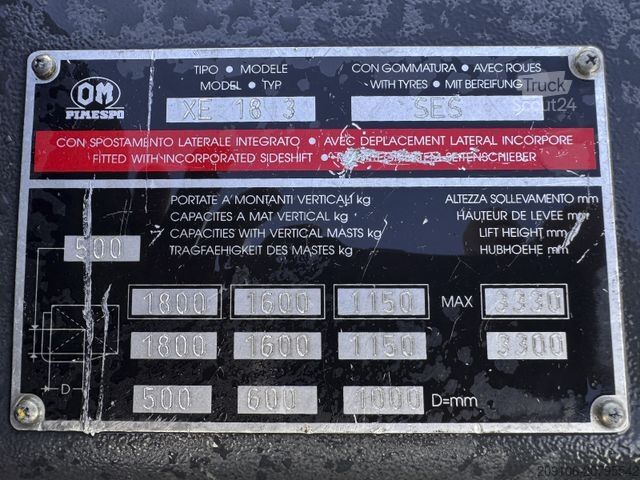 OM
PIMESPO
TIPO • MODELE
MODEL • TYP
XE 18 3
CON GOMMATURA • AVEC ROUES
WITH TYRES • MIT BEREIFUNG
SES
Truck
Scout24
CON SPOSTAMENTO LATERALE INTEGRATO • AVEC DEPLACEMENT LATERAL INCORPORE
FITTED WITH INCORPORATED SIDESHIFT • SEITENSCHIEBER
PORTATE A MONTANTI VERTICALI kg
CAPACITES A MAT VERTICAL kg
CAPACITIES WITH VERTICAL MASTS kg
TRAGFAEHIGKEIT DES MASTES kg
ALTEZZA SOLLEVAMENTO mm
HAUTEUR DE LEVEE mm
LIFT HEIGHT mm
HUBHOEHE mm
500
1800 1600 1150 MAX 3330
1800 1600 1150 3300
D
500 600 1000 D=mm